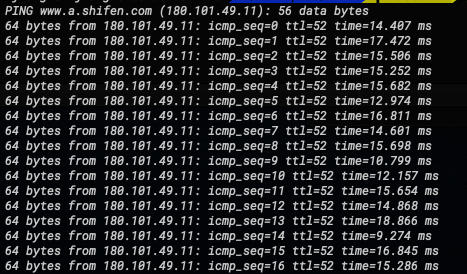 PING www.a.shifen.com (180.101.49.11): 56 data bytes
64 bytes from 180.101.49.11: icmp_seq=0 ttl=52 time=14.407 ms
64 bytes from 180.101.49.11: icmp_seq=1 ttl=52 time=17.472 ms
64 bytes from 180.101.49.11: icmp_seq=2 ttl=52 time=15.506 ms
64 bytes from 180.101.49.11: icmp_seq=3 ttl=52 time=15.252 ms
64 bytes from 180.101.49.11: icmp_seq=4 ttl=52 time=15.682 ms
64 bytes from 180.101.49.11: icmp_seq=5 ttl=52 time=12.974 ms
64 bytes from 180.101.49.11: icmp_seq=6 ttl=52 time=16.811 ms
64 bytes from 180.101.49.11: icmp_seq=7 ttl=52 time=14.601 ms
64 bytes from 180.101.49.11: icmp_seq=8 ttl=52 time=15.698 ms
64 bytes from 180.101.49.11: icmp_seq=9 ttl=52 time=10.799 ms
64 bytes from 180.101.49.11: icmp_seq=10 ttl=52 time=12.157 ms
64 bytes from 180.101.49.11: icmp_seq=11 ttl=52 time=15.654 ms
64 bytes from 180.101.49.11: icmp_seq=12 ttl=52 time=14.868 ms
64 bytes from 180.101.49.11: icmp_seq=13 ttl=52 time=18.866 ms
64 bytes from 180.101.49.11: icmp_seq=14 ttl=52 time=9.274 ms
64 bytes from 180.101.49.11: icmp_seq=15 ttl=52 time=16.845 ms
64 bytes from 180.101.49.11: icmp_seq=16 ttl=52 time=15.286 ms